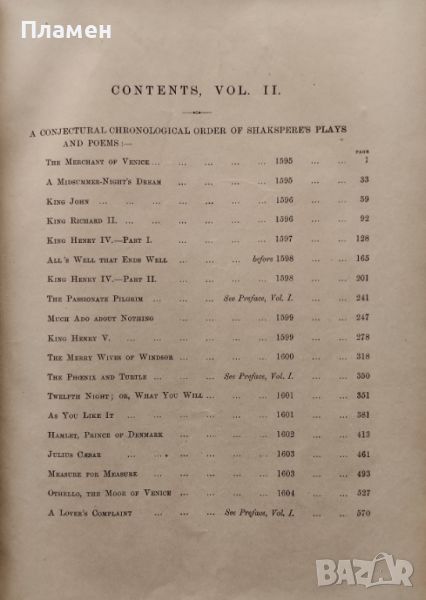 Пламен
CONTENTS, VOL. II.
A CONJECTURAL CHRONOLOGICAL ORDER OF SHAKSPERE'S PLAYS
AND POEMS:—
PAGE
THE MERCHANT OF VENICE ... ... ... ... 1595 ... ... 1
A MIDSUMMER-NIGHT'S DREAM ... ... ... 1595 ... ... 33
KING JOHN ... ... ... ... ... 1596 ... ... 59
KING RICHARD II. ... ... ... ... ... 1596 ... ... 92
KING HENRY IV.—PART I. ... ... ... ... 1597 ... ... 128
ALL'S WELL THAT ENDS WELL ... ... before 1598 ... ... 165
KING HENRY IV.—PART II. ... ... ... ... 1598 ... ... 201
THE PASSIONATE PILGRIM ... ... ... See Preface, Vol. I. ... ... 241
MUCH ADO ABOUT NOTHING ... ... ... 1599 ... ... 247
KING HENRY V. ... ... ... ... ... 1599 ... ... 278
THE MERRY WIVES OF WINDSOR ... ... ... 1600 ... ... 318
THE PHŒNIX AND TURTLE ... ... ... See Preface, Vol. I. ... ... 350
TWELFTH NIGHT; OR, WHAT YOU WILL ... ... ... 1601 ... ... 351
AS YOU LIKE IT ... ... ... ... ... 1601 ... ... 381
HAMLET, PRINCE OF DENMARK ... ... ... 1602 ... ... 413
JULIUS CÆSAR ... ... ... ... ... 1603 ... ... 461
MEASURE FOR MEASURE ... ... ... ... 1603 ... ... 493
OTHELLO, THE MOOR OF VENICE ... ... ... 1604 ... ... 527
A LOVER'S COMPLAINT ... ... ... See Preface, Vol. I. ... ... 570
BAZAR